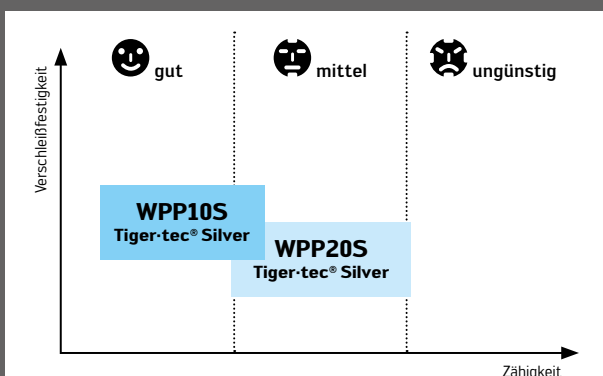 gut
mittel
ungünstig
Verschleißfestigkeit
WPP10S
Tiger·tec® Silver
WPP20S
Tiger·tec® Silver
Zähigkeit